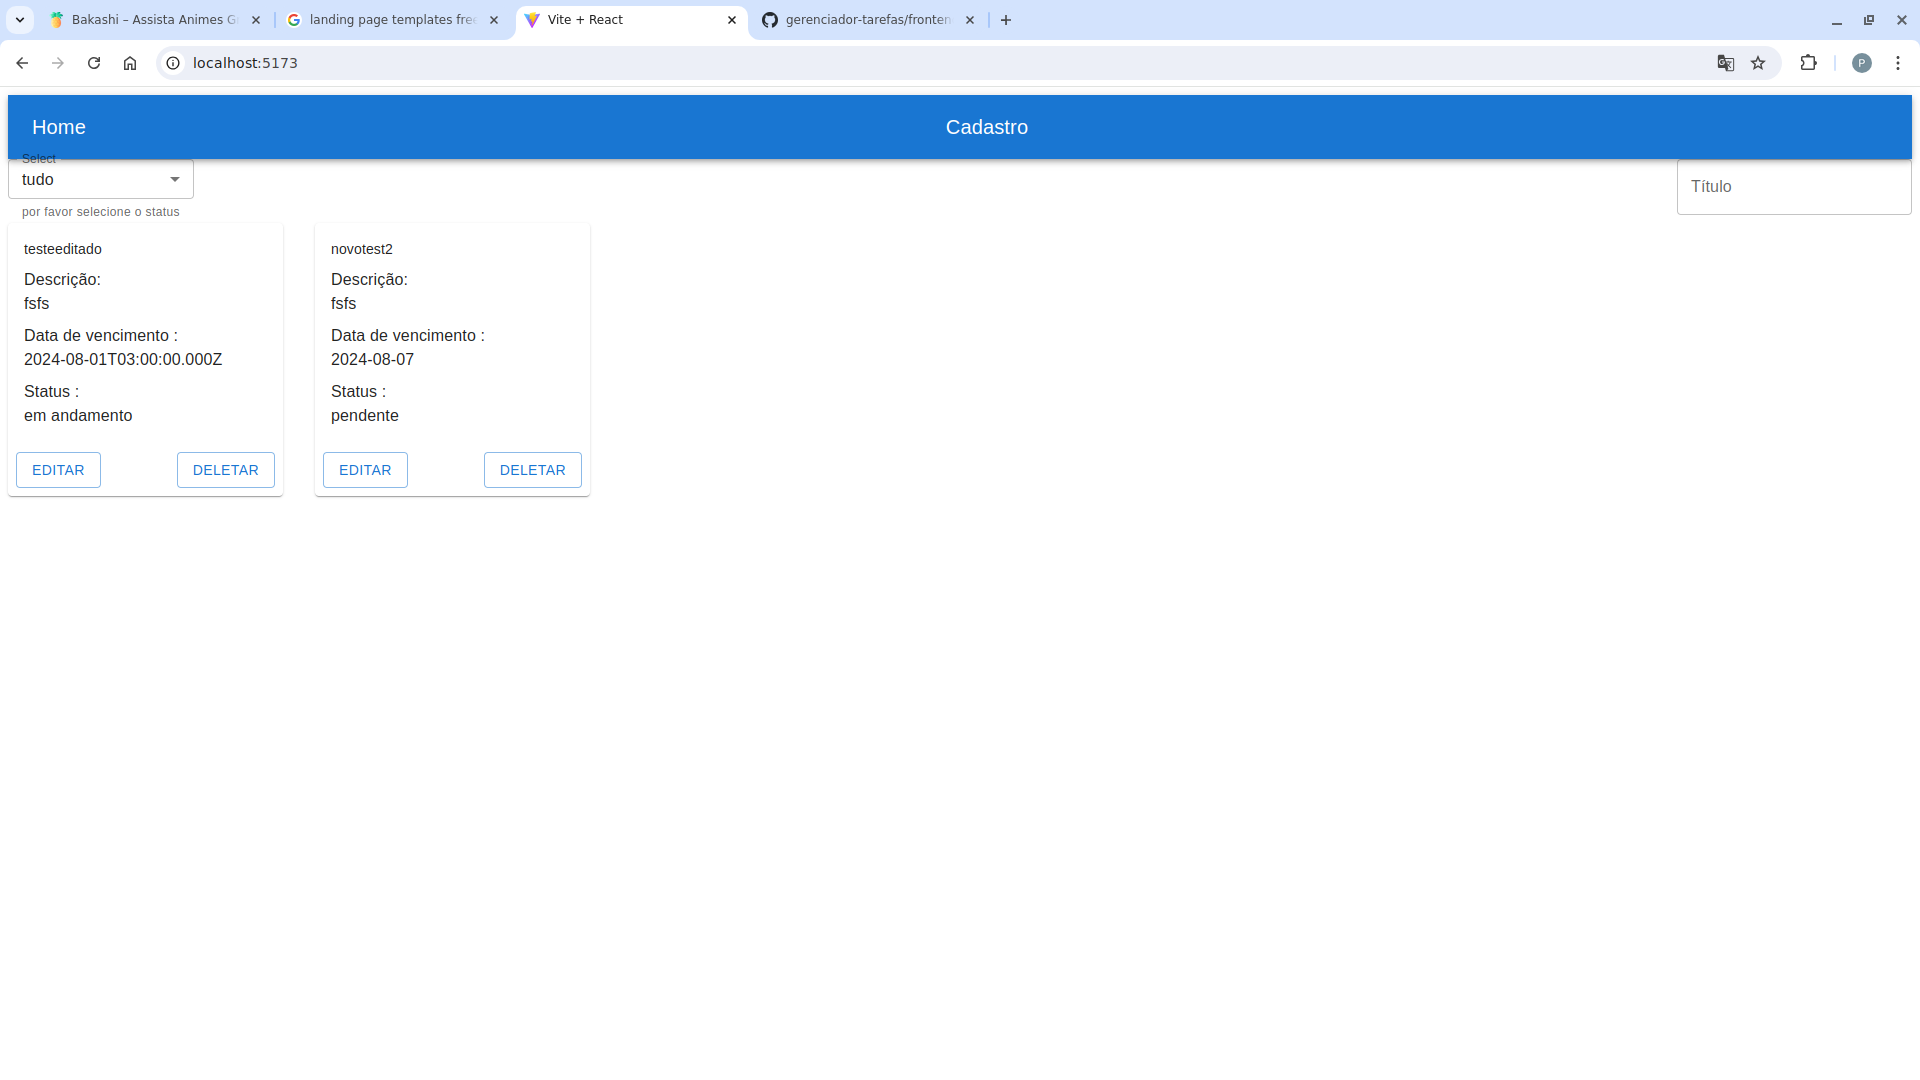 Bakashi – Assista Animes G
landing page templates free
Vite + React
gerenciador-tarefas/fronten
localhost:5173
P
Home
Cadastro
Select
tudo
Título
por favor selecione o status
testeeditado
Descrição:
fsfs
Data de vencimento :
2024-08-01T03:00:00.000Z
Status :
em andamento
EDITAR
DELETAR
novotest2
Descrição:
fsfs
Data de vencimento :
2024-08-07
Status :
pendente
EDITAR
DELETAR